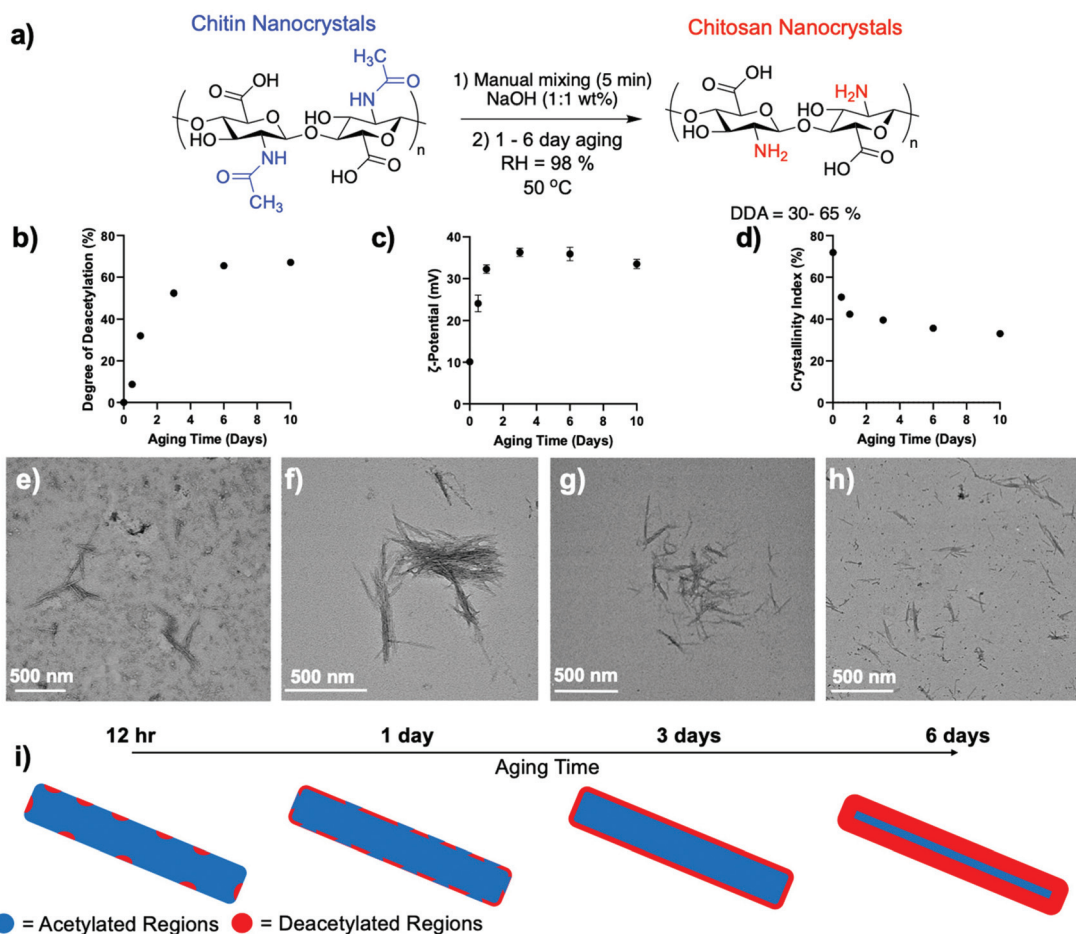 a)
Chitin Nanocrystals
Chitosan Nanocrystals
H₃C
O
NH
OH
O
O
HO
O
HO
O
NH
HO
O
O
CH₃
n
1) Manual mixing (5 min)
NaOH (1:1 wt%)
2) 1 - 6 day aging
RH = 98 %
50 °C
OH
O
H₂N
O
O
HO
HO
O
O
NH₂
O
HO
n
DDA = 30- 65 %
b)
Degree of Deacetylation (%)
80
60
40
20
0
0 2 4 6 8 10
Aging Time (Days)
c)
ζ-Potential (mV)
40
30
20
10
0
0 2 4 6 8 10
Aging Time (Days)
d)
Crystallinity Index (%)
80
60
40
20
0
0 2 4 6 8 10
Aging Time (Days)
e)
500 nm
f)
500 nm
g)
500 nm
h)
500 nm
12 hr 1 day 3 days 6 days
i)
Aging Time
= Acetylated Regions
= Deacetylated Regions